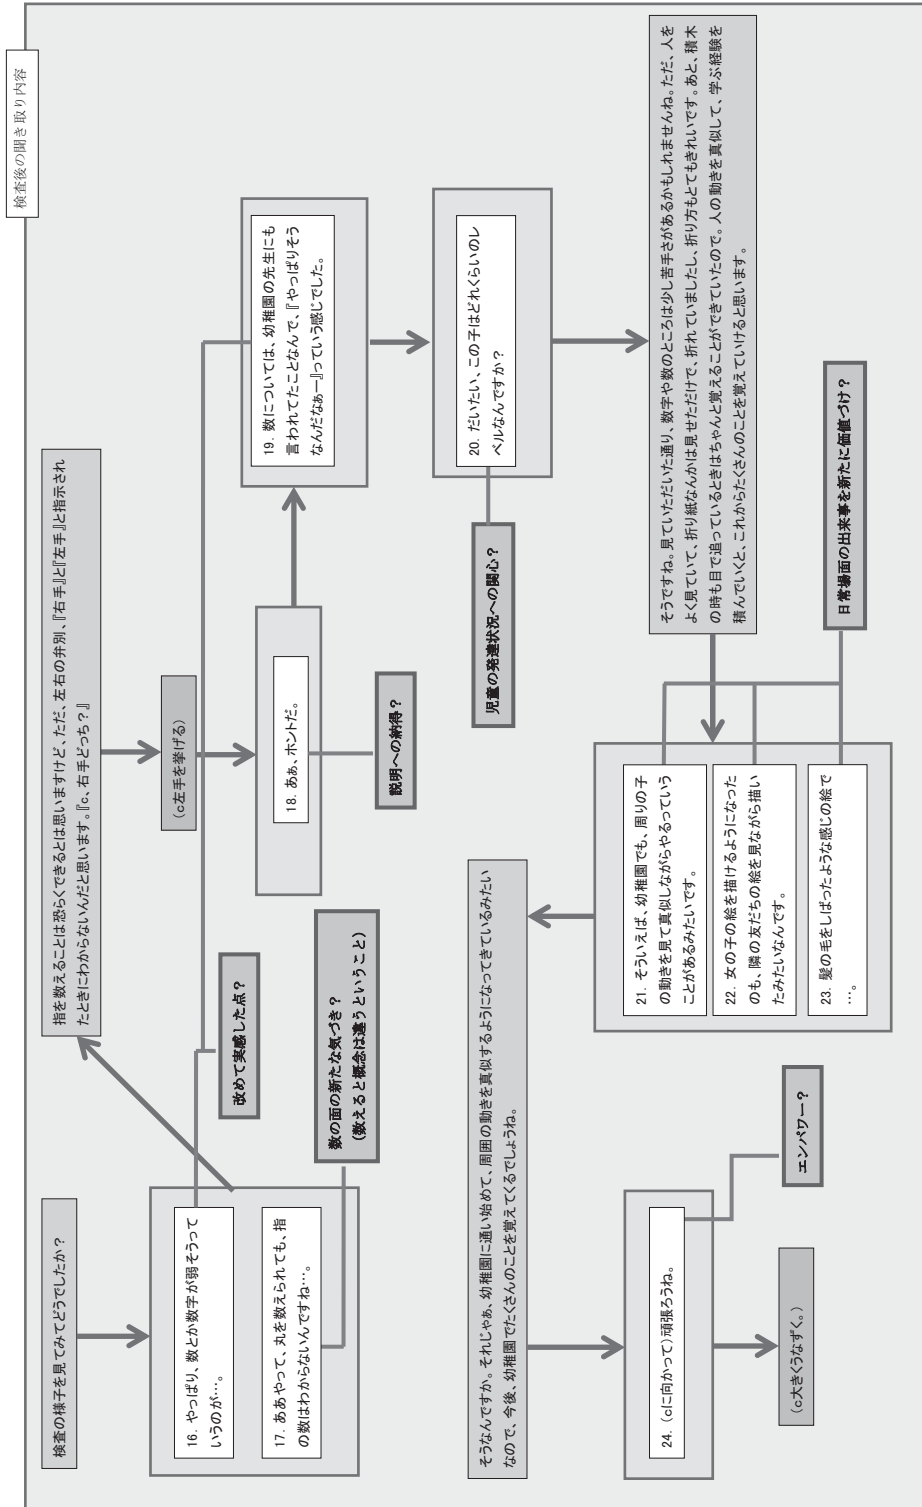 検査後の聞き取り内容
検査の様子を見てみてどうでしたか？
16. やっぱり、数とか数字が弱そうって
いうのが…。
17. ああやって、丸を数えられても、指
の数はわからないんですね…。
改めて実感した点？
数の面の新たな気づき？
(数えると概念は違うということ)
指を数えることは恐らくできるとは思いますけど、ただ、左右の弁別、『右手』と『左手』と指示され
たときにわからないんだと思います。『c、右手どっち？』
(c左手を挙げる)
18. あぁ、ホントだ。
説明への納得？
19. 数については、幼稚園の先生にも
言われてたことなんで、『やっぱりそう
なんだなぁー』っていう感じでした。
20. だいたい、この子はどれくらいのレ
ベルなんですか？
児童の発達状況への関心？
そうですね。見ていただいた通り、数字や数のところは少し苦手さがあるかもしれませんね。ただ、人を
よく見ていて、折り紙なんかは見せただけで、折れていましたし、折り方もとてもきれいです。あと、積木
の時も目で追っているときはちゃんと覚えることができていたので。人の動きを真似して、学ぶ経験を
積んでいくと、これからたくさんのことを覚えていけると思います。
21. そういえば、幼稚園でも、周りの子
の動きを見て真似しながらやるっていう
ことがあるみたいです。
22. 女の子の絵を描けるようになった
のも、隣の友だちの絵を見ながら描い
たみたいなんです。
23. 髪の毛をしばったような感じの絵で
…。
日常場面の出来事を新たに価値づけ？
そうなんですか。それじゃぁ、幼稚園に通い始めて、周囲の動きを真似するようになってきているみたい
なので、今後、幼稚園でたくさんのことを覚えてくるでしょうね。
24. (cに向かって)頑張ろうね。
エンパワー？
(c大きくうなずく。)